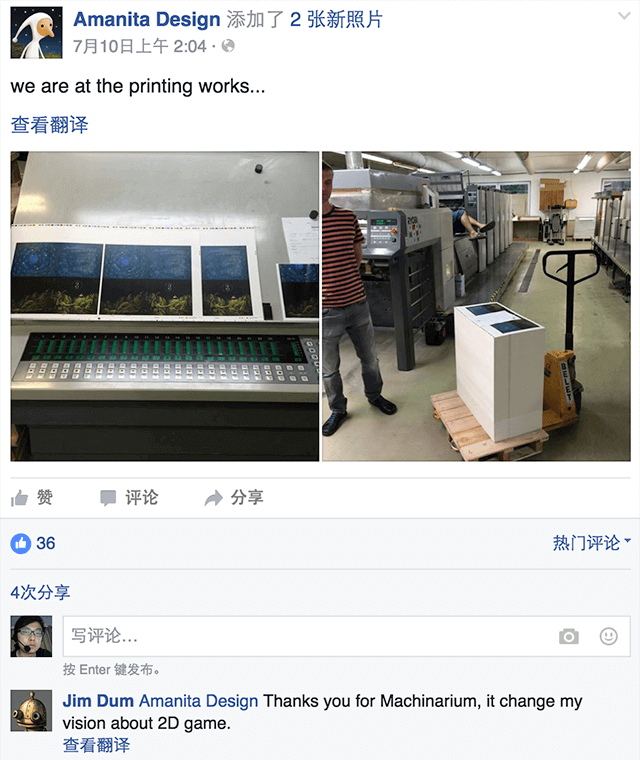 Amanita Design 添加了 2 张新照片
7月10日上午 2:04 ·
we are at the printing works...
查看翻译
RYOBI
BELET
赞 评论 分享
36 热门评论
4次分享
写评论...
按 Enter 键发布。
Jim Dum Amanita Design Thanks you for Machinarium, it change my
vision about 2D game.
查看翻译